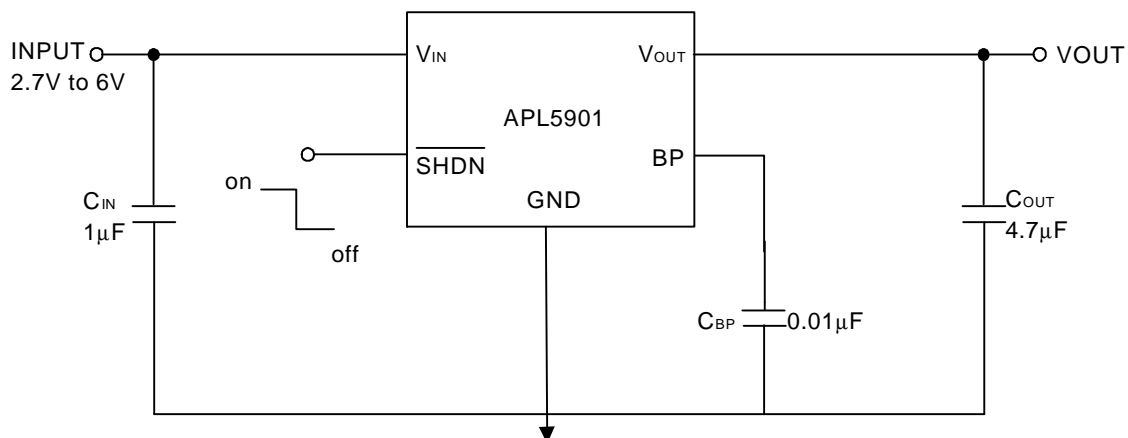 INPUT
2.7V to 6V
VIN
VOUT
VOUT
APL5901
SHDN
BP
GND
on
off
CIN
1μF
COUT
4.7μF
CBP
0.01μF